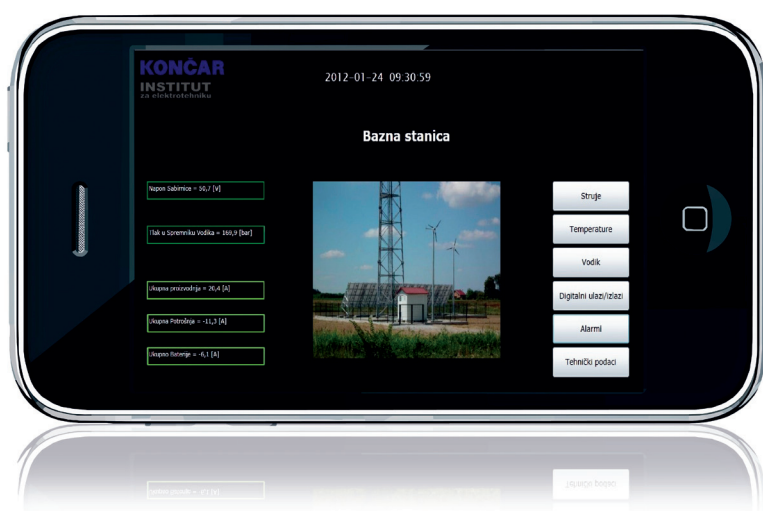 KONČAR
INSTITUT
za elektrotehniku
2012-01-24 09:30:59
Bazna stanica
Napon Sabirnice = 50,7 [V]
Tlak u Spremniku Vodika = 169,9 [bar]
Ukupna proizvodnja = 20,4 [A]
Ukupna Potrošnja = -11,3 [A]
Ukupno Baterije = -6,1 [A]
Struje
Temperature
Vodik
Digitalni ulazi/izlazi
Alarmi
Tehnički podaci